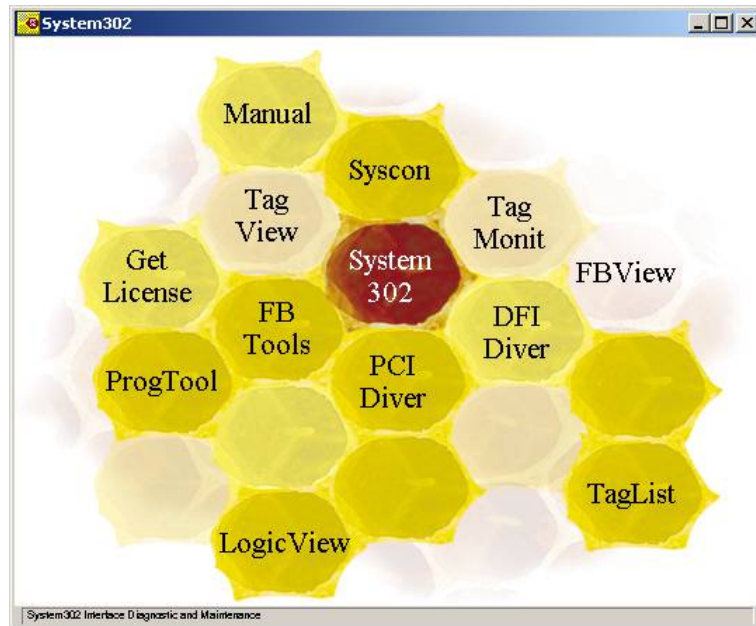 System302
Manual
Syscon
Tag
View
Tag
Monit
System
302
Get
License
FBView
FB
Tools
DFI
Diver
ProgTool
PCI
Diver
TagList
LogicView
System302 Interface Diagnostic and Maintenance